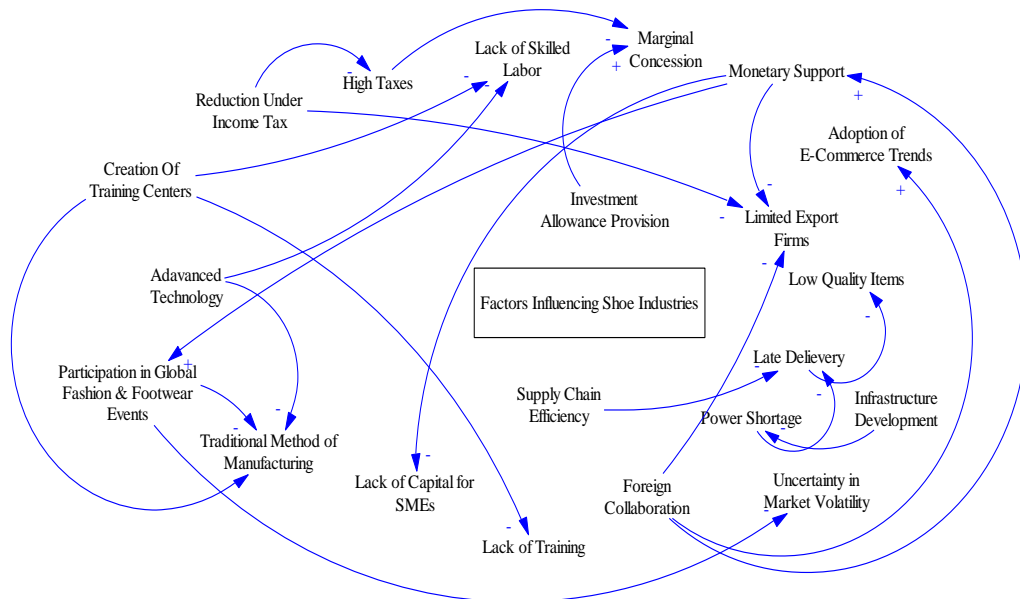 Marginal
Concession
Lack of Skilled
Labor
High Taxes
Monetary Support
Reduction Under
Income Tax
Adoption of
E-Commerce Trends
Creation Of
Training Centers
Investment
Allowance Provision
Limited Export
Firms
Adavanced
Technology
Low Quality Items
Factors Influencing Shoe Industries
Participation in Global
Fashion & Footwear
Events
Late Delievery
Supply Chain
Efficiency
Infrastructure
Development
Power Shortage
Traditional Method of
Manufacturing
Lack of Capital for
SMEs
Foreign
Collaboration
Uncertainty in
Market Volatility
Lack of Training